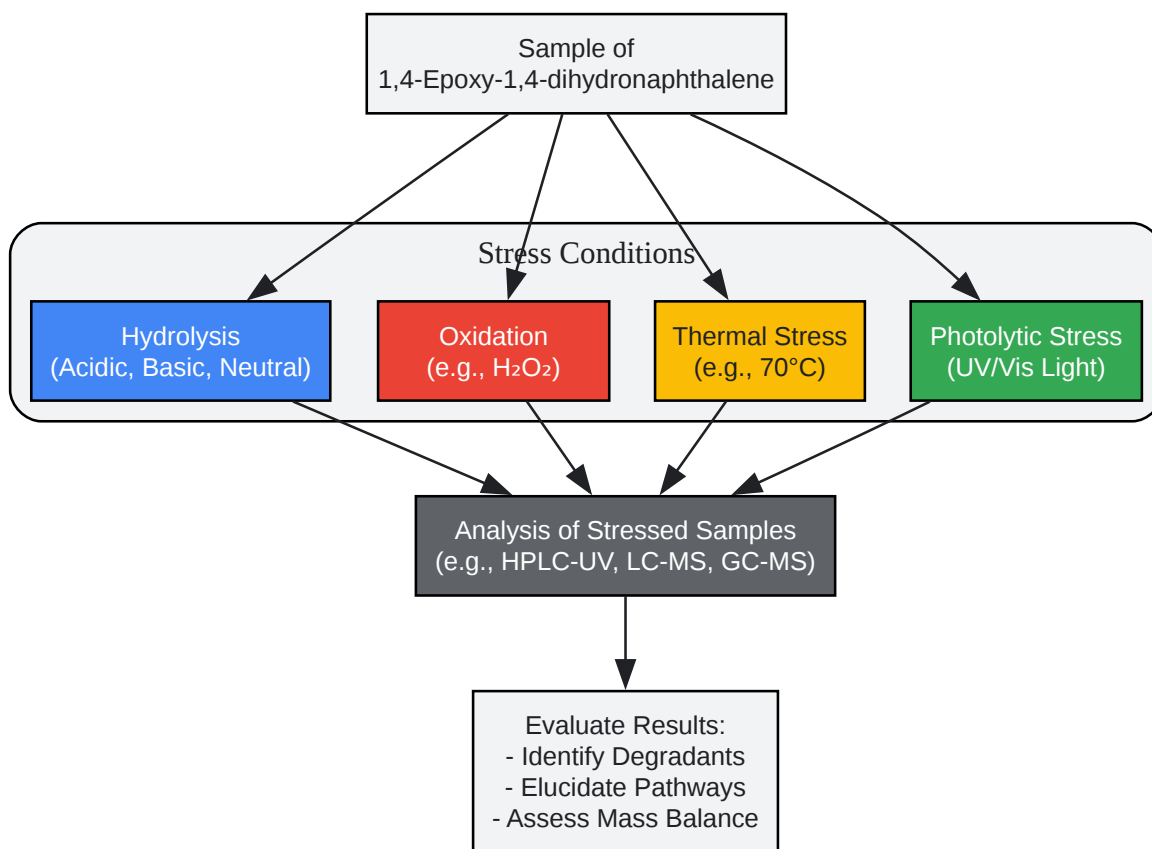 Sample of
1,4-Epoxy-1,4-dihydronaphthalene
Stress Conditions
Hydrolysis
(Acidic, Basic, Neutral)
Oxidation
(e.g., H₂O₂)
Thermal Stress
(e.g., 70°C)
Photolytic Stress
(UV/Vis Light)
Analysis of Stressed Samples
(e.g., HPLC-UV, LC-MS, GC-MS)
Evaluate Results:
- Identify Degradants
- Elucidate Pathways
- Assess Mass Balance